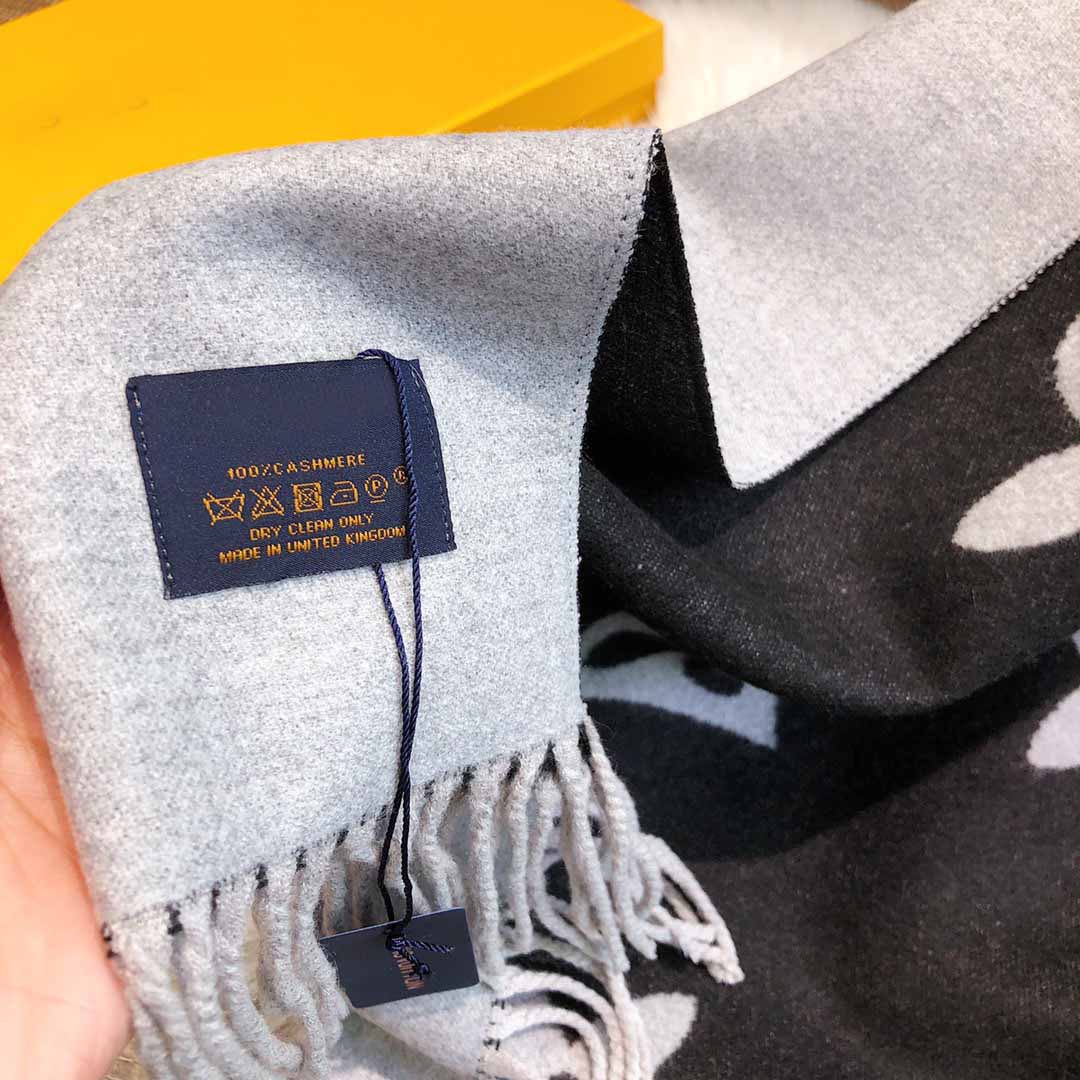 100%CASHMERE
P
®
DRY CLEAN ONLY
MADE IN UNITED KINGDOM